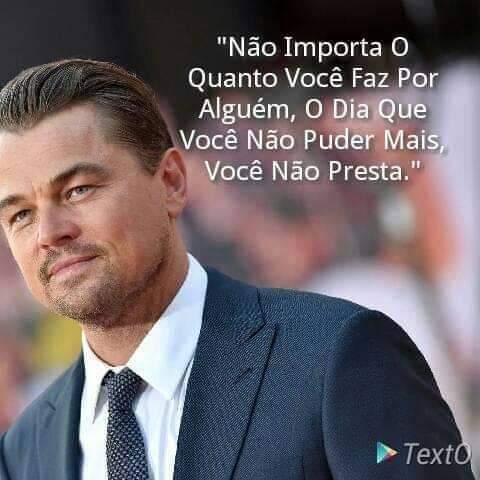 "Não Importa O
Quanto Você Faz Por
Alguém, O Dia Que
Você Não Puder Mais,
Você Não Presta."
TextO